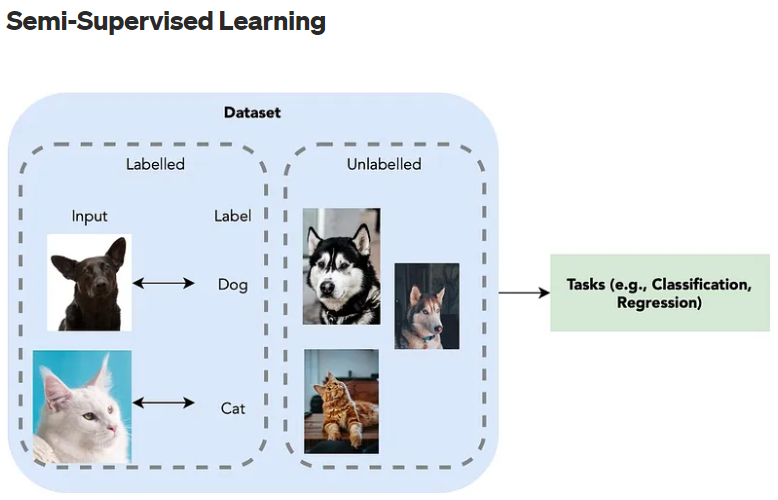 Semi-Supervised Learning
Dataset
Labelled
Unlabelled
Input
Label
Dog
Cat
Tasks (e.g., Classification,
Regression)